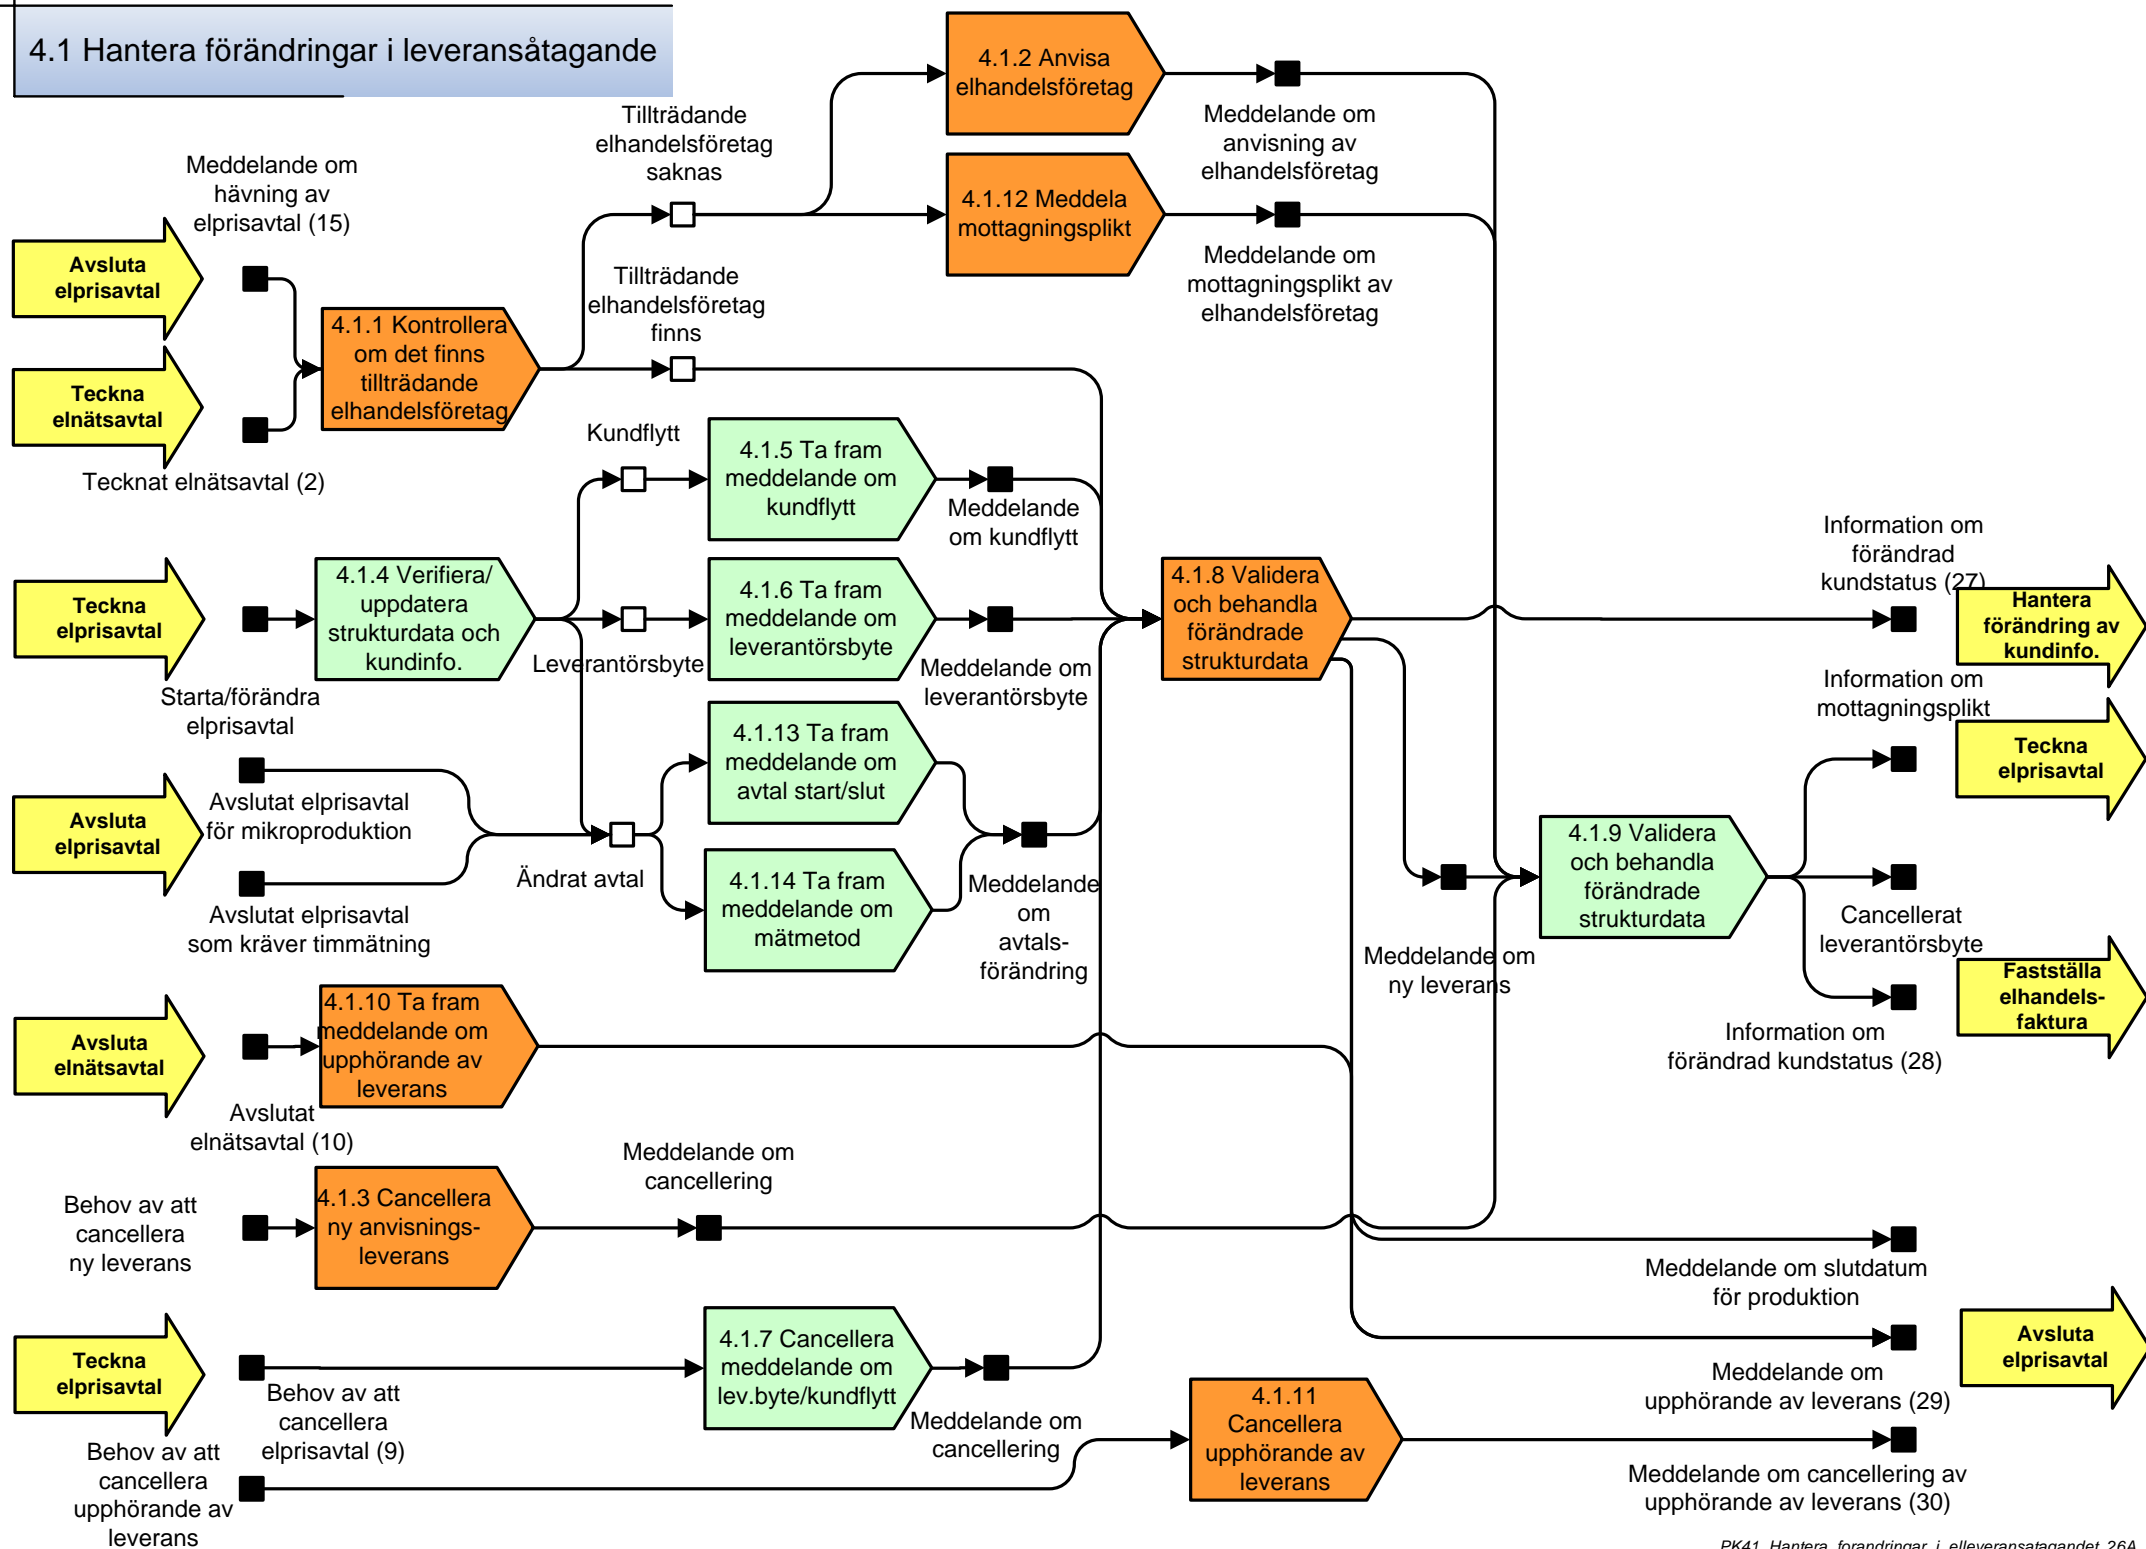 4.1 Hantera förändringar i leveransåtagande
4.1.2 Anvisa
elhandelsföretag
Meddelande om
anvisning av
elhandelsföretag
Tillträdande
elhandelsföretag
saknas
4.1.12 Meddela
mottagningsplikt
Meddelande om
mottagningsplikt av
elhandelsföretag
Meddelande om
hävning av
elprisavtal (15)
Avsluta
elprisavtal
Tillträdande
elhandelsföretag
finns
4.1.1 Kontrollera
om det finns
tillträdande
elhandelsföretag
Teckna
elnätsavtal
Tecknat elnätsavtal (2)
Kundflytt
4.1.5 Ta fram
meddelande om
kundflytt
Meddelande
om kundflytt
Teckna
elprisavtal
Starta/förändra
elprisavtal
4.1.4 Verifiera/
uppdatera
strukturdata och
kundinfo.
Leverantörsbyte
4.1.6 Ta fram
meddelande om
leverantörsbyte
Meddelande om
leverantörsbyte
4.1.8 Validera
och behandla
förändrade
strukturdata
Information om
förändrad
kundstatus (27)
Hantera
förändring av
kundinfo.
Information om
mottagningsplikt
Teckna
elprisavtal
Avsluta
elprisavtal
Avslutat elprisavtal
för mikroproduktion
Avslutat elprisavtal
som kräver timmätning
Ändrat avtal
4.1.13 Ta fram
meddelande om
avtal start/slut
4.1.14 Ta fram
meddelande om
mätmetod
Meddelande
om
avtals-
förändring
Meddelande om
ny leverans
4.1.9 Validera
och behandla
förändrade
strukturdata
Cancellerat
leverantörsbyte
Fastställa
elhandels-
faktura
Information om
förändrad kundstatus (28)
Avsluta
elnätsavtal
Avslutat
elnätsavtal (10)
4.1.10 Ta fram
meddelande om
upphörande av
leverans
Behov av att
cancellera
ny leverans
4.1.3 Cancellera
ny anvisnings-
leverans
Meddelande om
cancellering
Meddelande om slutdatum
för produktion
Teckna
elprisavtal
Behov av att
cancellera
elprisavtal (9)
4.1.7 Cancellera
meddelande om
lev.byte/kundflytt
Meddelande om
cancellering
Meddelande om
upphörande av leverans (29)
Avsluta
elprisavtal
Behov av att
cancellera
upphörande av
leverans
4.1.11
Cancellera
upphörande av
leverans
Meddelande om cancellering av
upphörande av leverans (30)
PK41_Hantera_forandringar_i_elleveransatagandet_26A